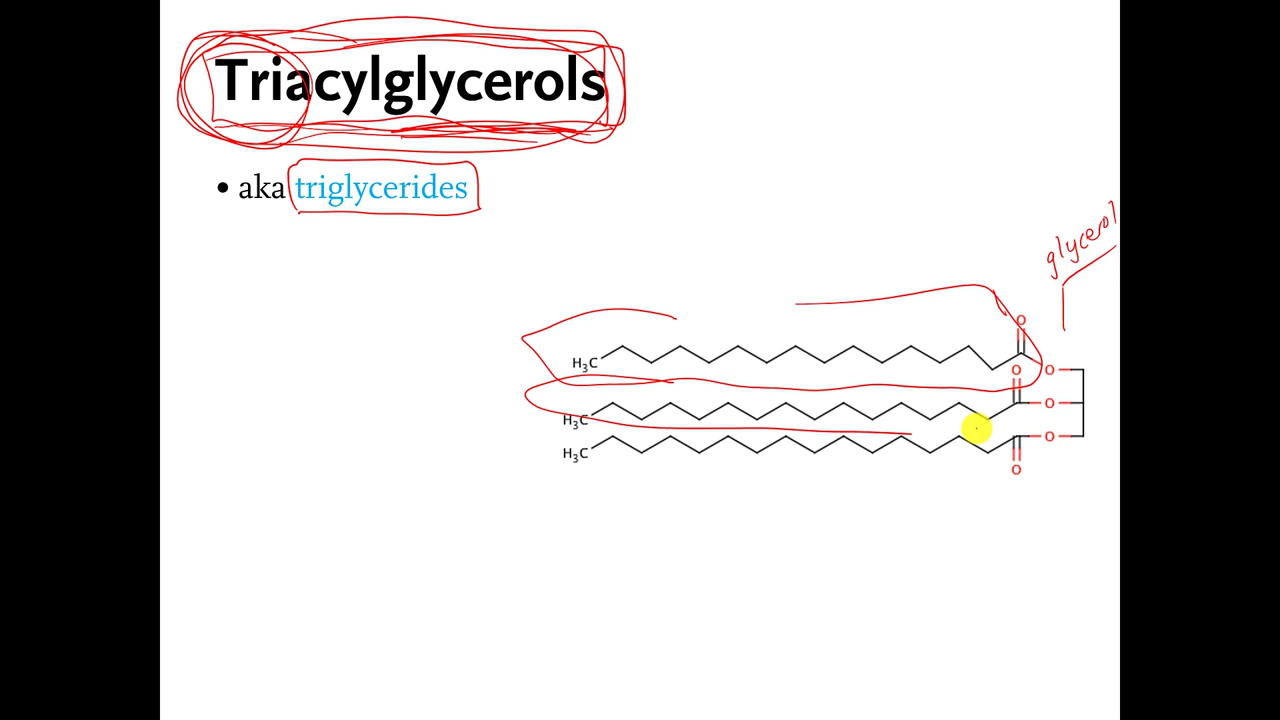 Triacylglycerols
• aka triglycerides
glycerol
O
H₃C
O
O
H₃C
O
H₃C
O
O